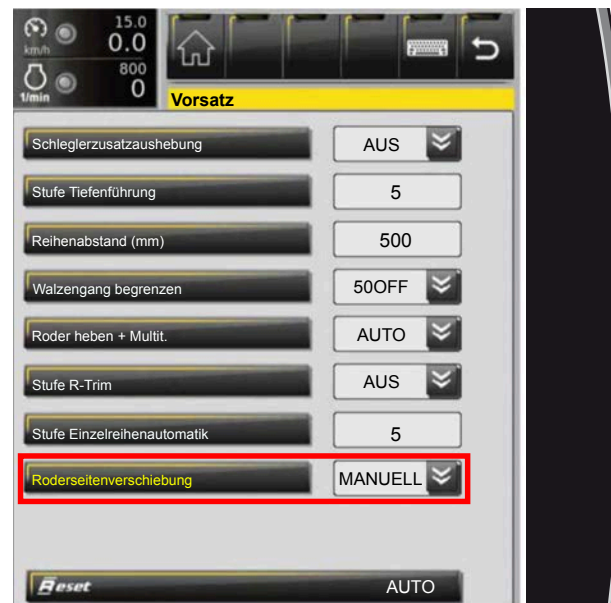 15.0
km/h 0.0
800
1/min 0
Vorsatz
Schleglerzusatzaushebung AUS
Stufe Tiefenführung 5
Reihenabstand (mm) 500
Walzengang begrenzen 50OFF
Roder heben + Multit. AUTO
Stufe R-Trim AUS
Stufe Einzelreihenautomatik 5
Roderseitenverschiebung MANUELL
Reset AUTO